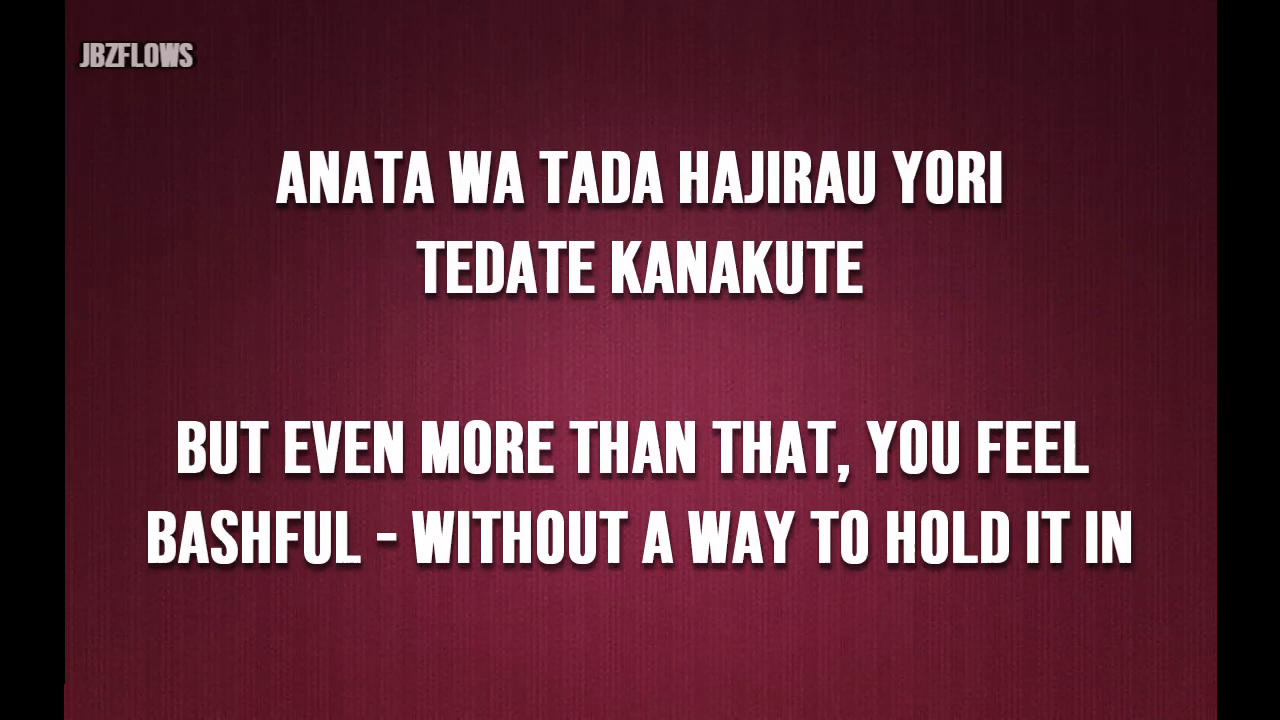 JBZFLOWS
ANATA WA TADA HAJIRAU YORI
TEDATE KANAKUTE
BUT EVEN MORE THAN THAT, YOU FEEL
BASHFUL - WITHOUT A WAY TO HOLD IT IN